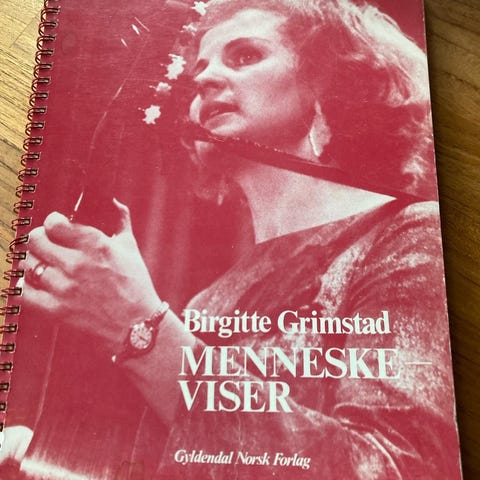 Birgitte Grimstad
MENNESKE–
VISER
Gyldendal Norsk Forlag